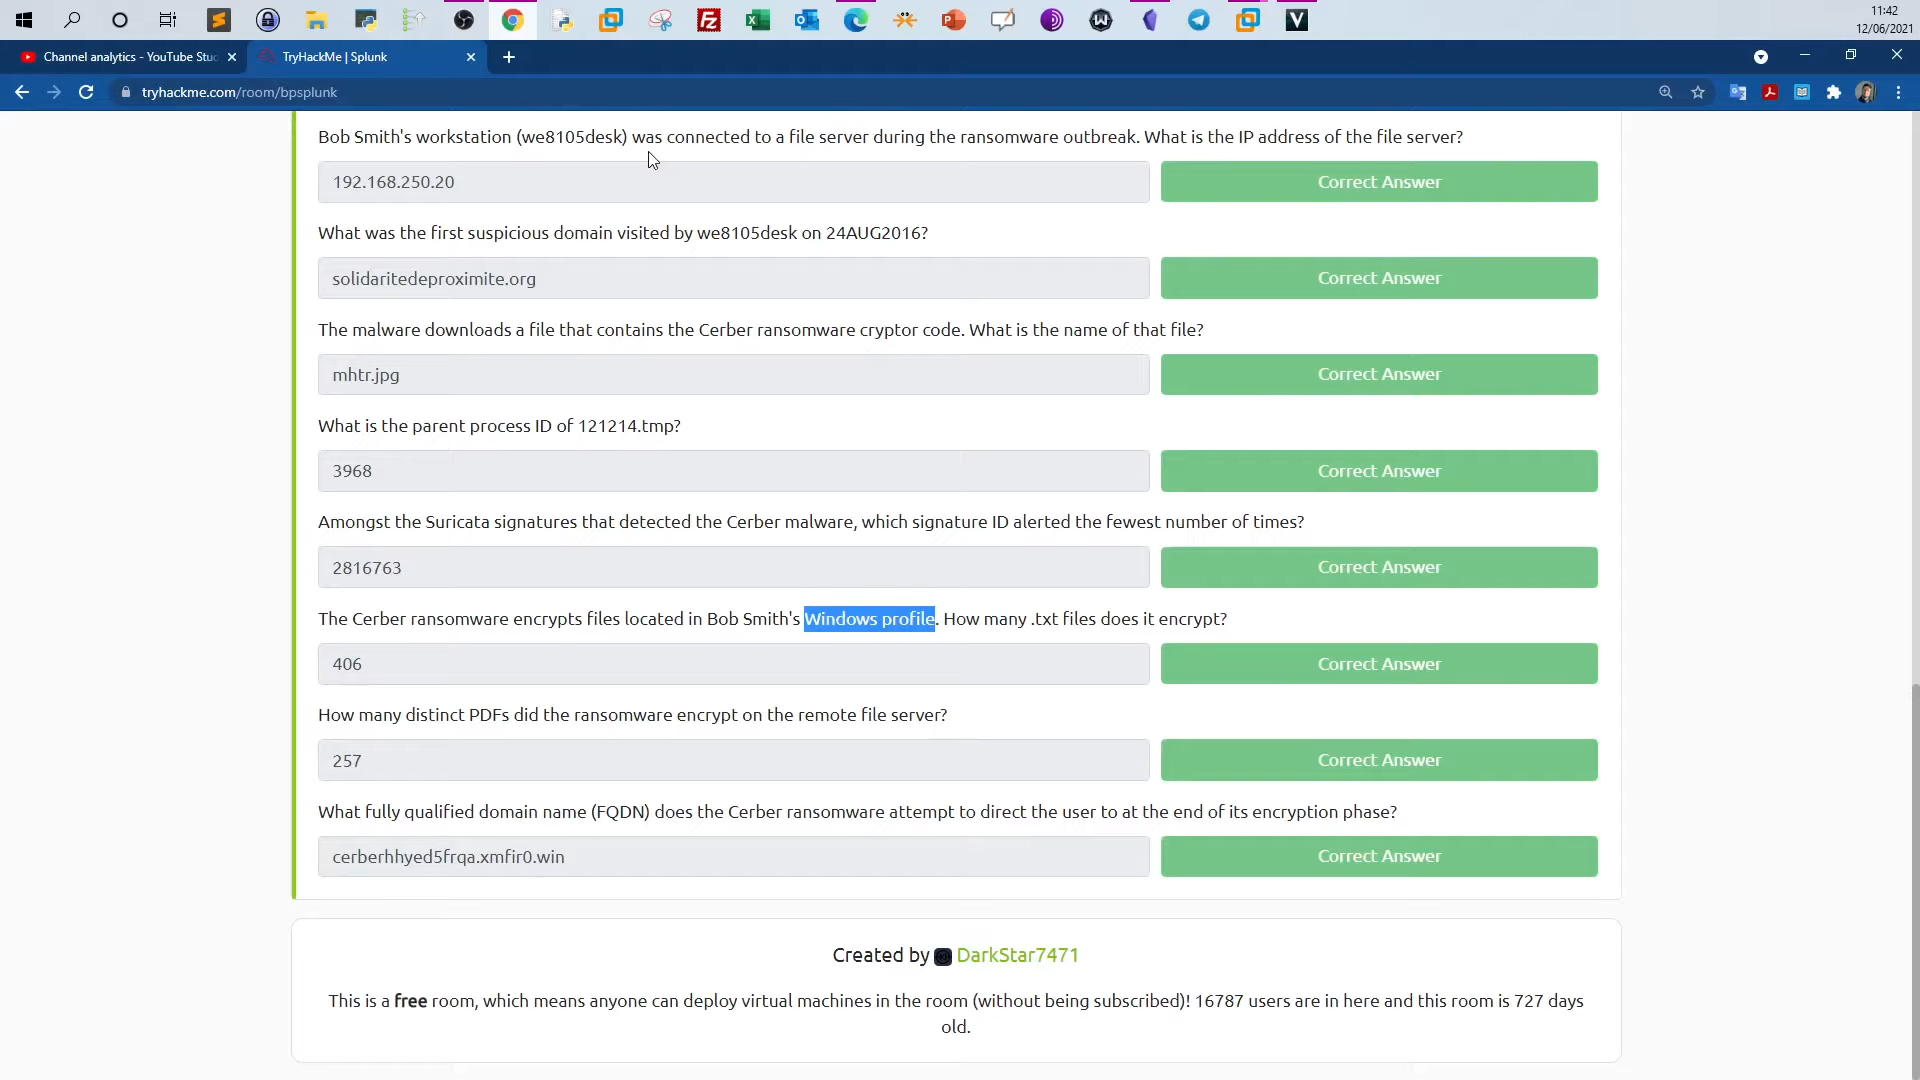 11:42
12/06/2021
Channel analytics - YouTube Stu
TryHackMe | Splunk
tryhackme.com/room/bpsplunk
Bob Smith's workstation (we8105desk) was connected to a file server during the ransomware outbreak. What is the IP address of the file server?
192.168.250.20
Correct Answer
What was the first suspicious domain visited by we8105desk on 24AUG2016?
solidaritedeproximite.org
Correct Answer
The malware downloads a file that contains the Cerber ransomware cryptor code. What is the name of that file?
mhtr.jpg
Correct Answer
What is the parent process ID of 121214.tmp?
3968
Correct Answer
Amongst the Suricata signatures that detected the Cerber malware, which signature ID alerted the fewest number of times?
2816763
Correct Answer
The Cerber ransomware encrypts files located in Bob Smith's Windows profile. How many .txt files does it encrypt?
406
Correct Answer
How many distinct PDFs did the ransomware encrypt on the remote file server?
257
Correct Answer
What fully qualified domain name (FQDN) does the Cerber ransomware attempt to direct the user to at the end of its encryption phase?
cerberhhyed5frqa.xmfir0.win
Correct Answer
Created by DarkStar7471
This is a free room, which means anyone can deploy virtual machines in the room (without being subscribed)! 16787 users are in here and this room is 727 days
old.